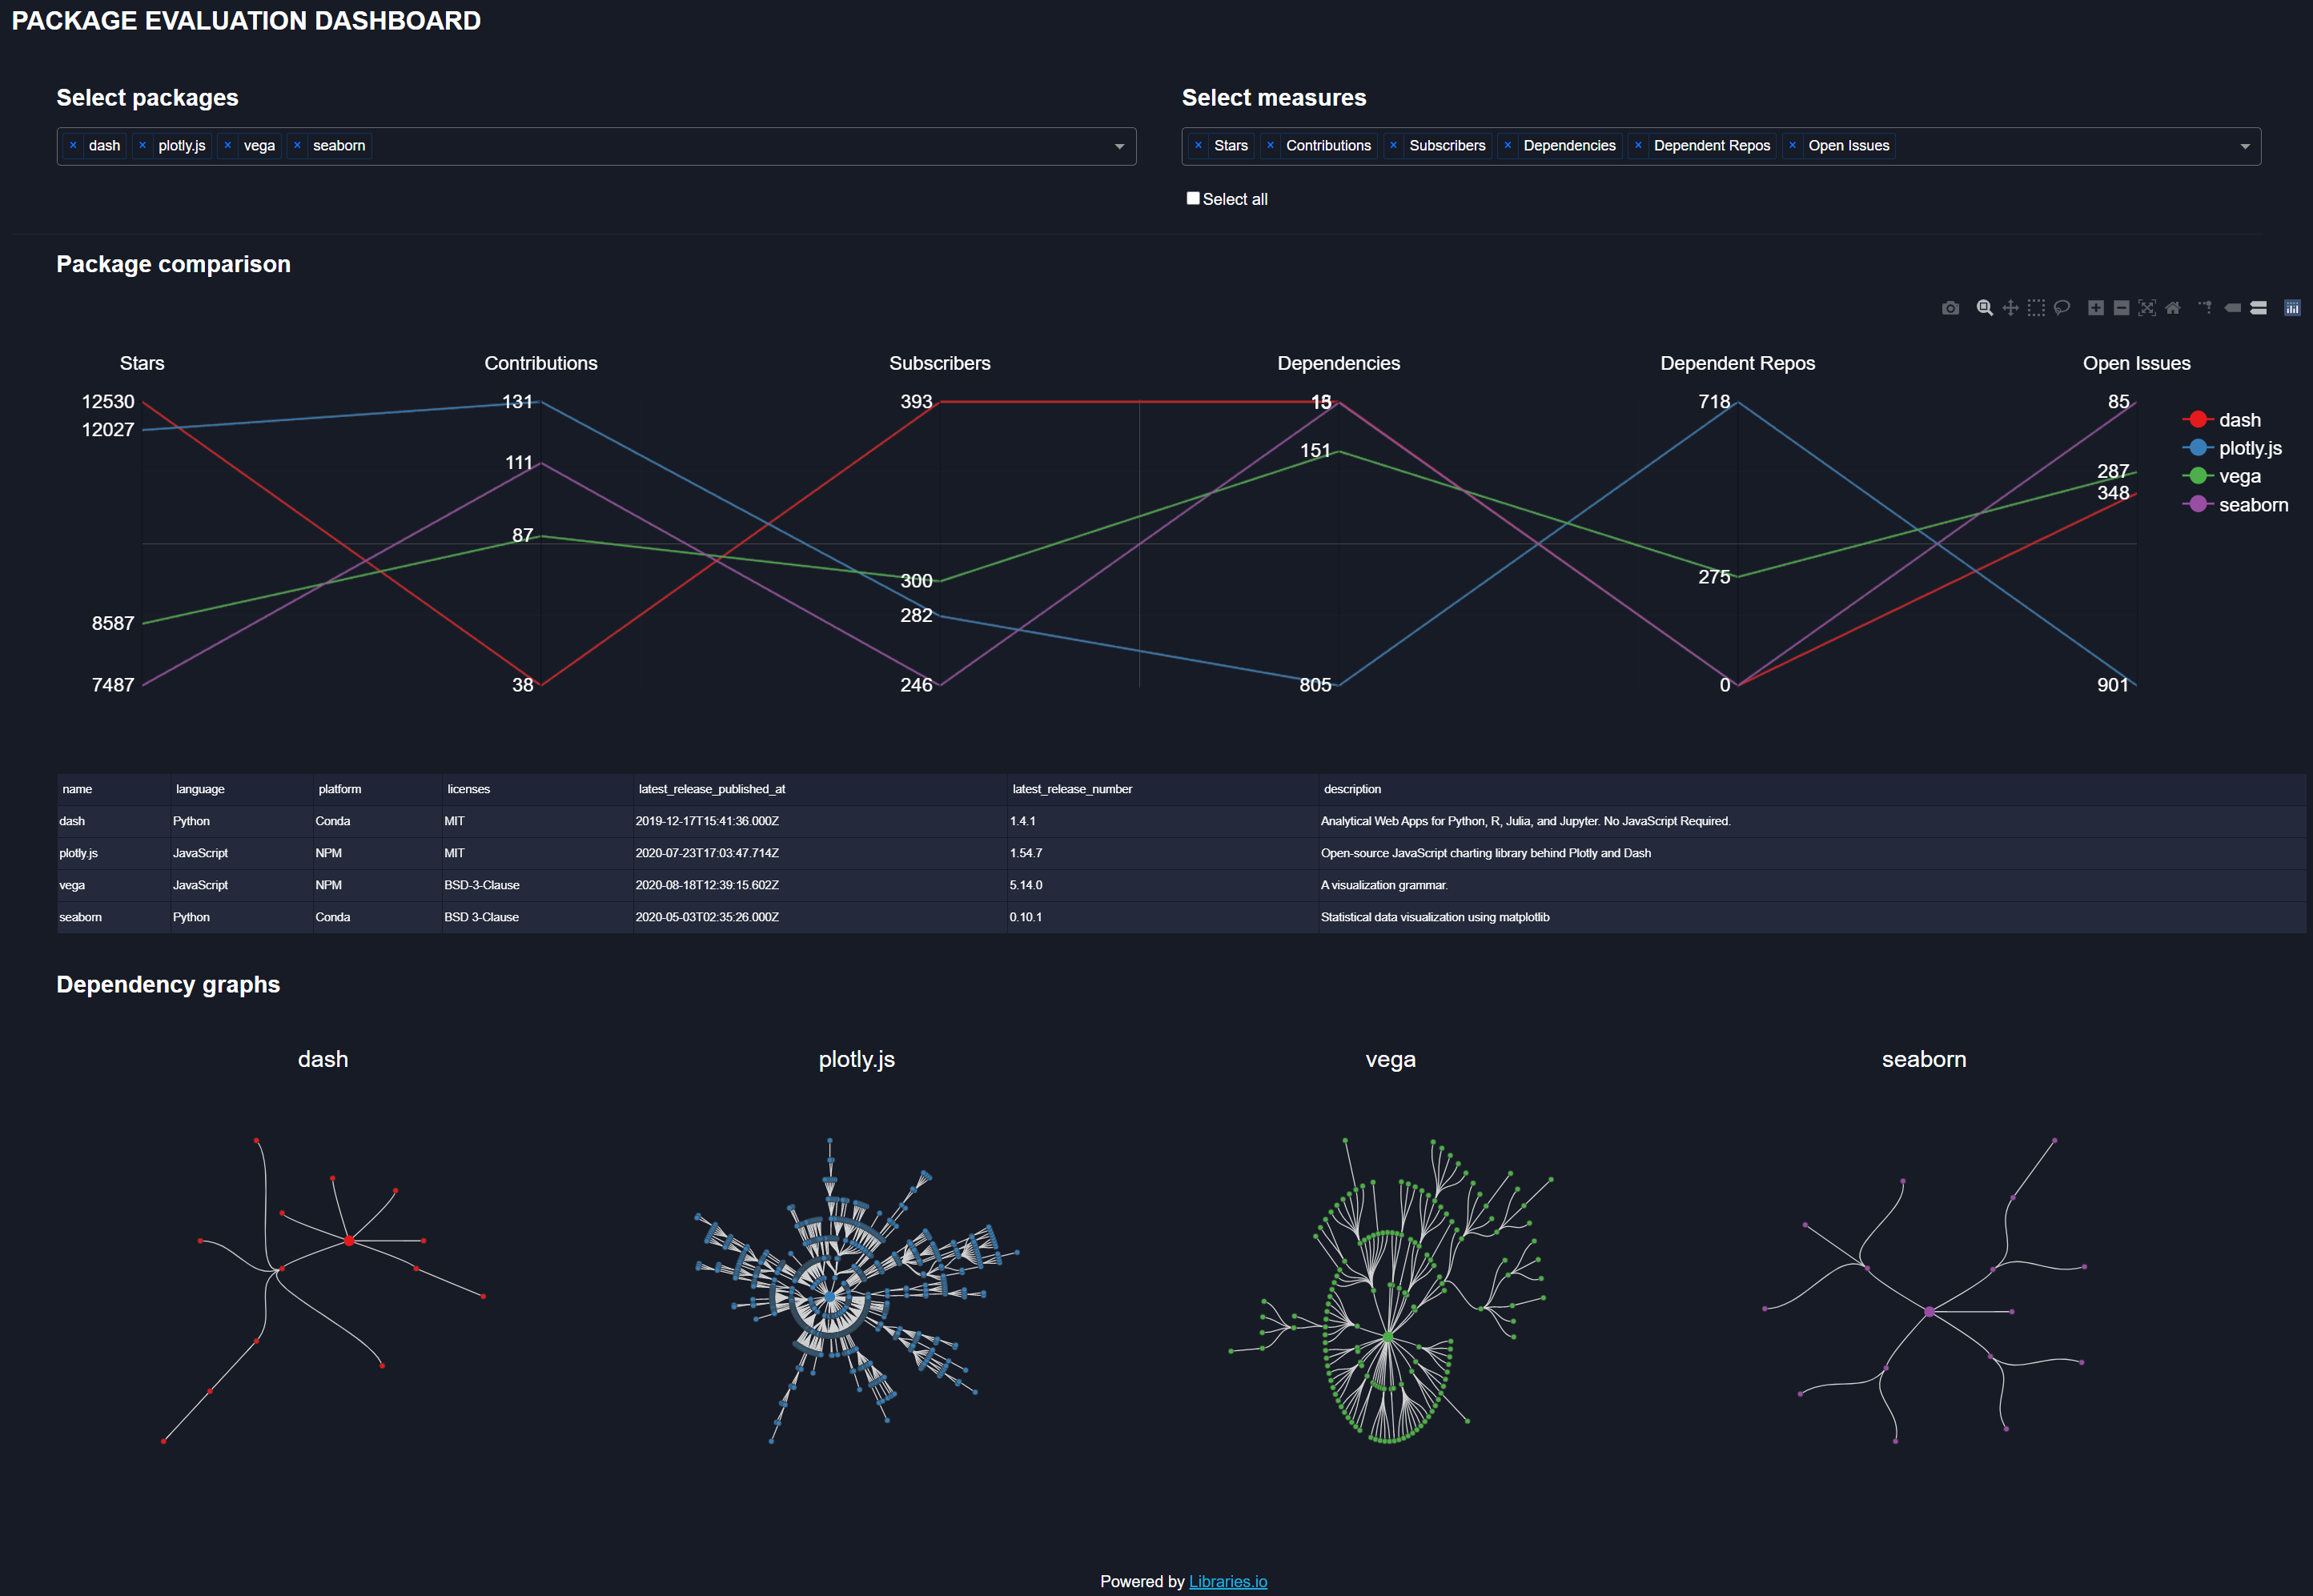 PACKAGE EVALUATION DASHBOARD
Select packages
× dash × plotly.js × vega × seaborn
Select measures
× Stars × Contributions × Subscribers × Dependencies × Dependent Repos × Open Issues
Select all
Package comparison
Stars Contributions Subscribers Dependencies Dependent Repos Open Issues
12530
12027
8587
7487
131
111
87
38
393
300
282
246
151
805
718
275
0
85
287
348
901
dash
plotly.js
vega
seaborn
name language platform licenses latest_release_published_at latest_release_number description
dash Python Conda MIT 2019-12-17T15:41:36.000Z 1.4.1 Analytical Web Apps for Python, R, Julia, and Jupyter. No JavaScript Required.
plotly.js JavaScript NPM MIT 2020-07-23T17:03:47.714Z 1.54.7 Open-source JavaScript charting library behind Plotly and Dash
vega JavaScript NPM BSD-3-Clause 2020-08-18T12:39:15.602Z 5.14.0 A visualization grammar.
seaborn Python Conda BSD 3-Clause 2020-05-03T02:35:26.000Z 0.10.1 Statistical data visualization using matplotlib
Dependency graphs
dash plotly.js vega seaborn
Powered by Libraries.io